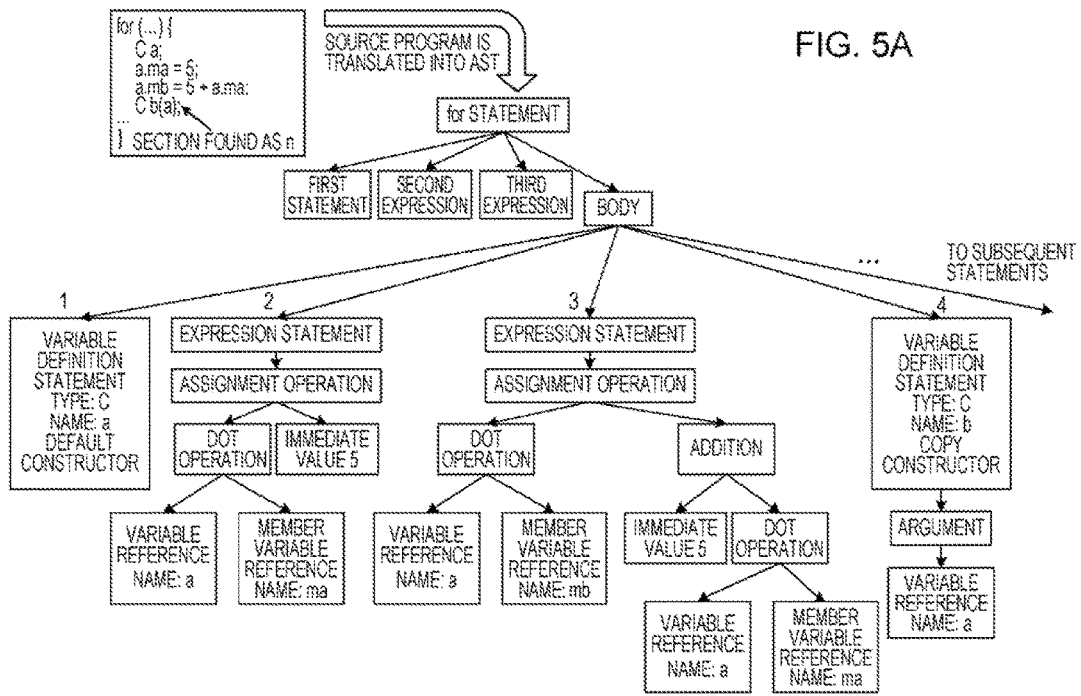 for (...) {
C a;
a.ma = 5;
a.mb = 5 + a.ma;
C b(a);
...
} SECTION FOUND AS n
SOURCE PROGRAM IS
TRANSLATED INTO AST
FIG. 5A
for STATEMENT
FIRST
STATEMENT
SECOND
EXPRESSION
THIRD
EXPRESSION
BODY
...
TO SUBSEQUENT
STATEMENTS
1
VARIABLE
DEFINITION
STATEMENT
TYPE: C
NAME: a
DEFAULT
CONSTRUCTOR
2
EXPRESSION STATEMENT
ASSIGNMENT OPERATION
DOT
OPERATION
IMMEDIATE
VALUE 5
VARIABLE
REFERENCE
NAME: a
MEMBER
VARIABLE
REFERENCE
NAME: ma
3
EXPRESSION STATEMENT
ASSIGNMENT OPERATION
DOT
OPERATION
ADDITION
VARIABLE
REFERENCE
NAME: a
MEMBER
VARIABLE
REFERENCE
NAME: mb
IMMEDIATE
VALUE 5
DOT
OPERATION
VARIABLE
REFERENCE
NAME: a
MEMBER
VARIABLE
REFERENCE
NAME: ma
4
VARIABLE
DEFINITION
STATEMENT
TYPE: C
NAME: b
COPY
CONSTRUCTOR
ARGUMENT
VARIABLE
REFERENCE
NAME: a